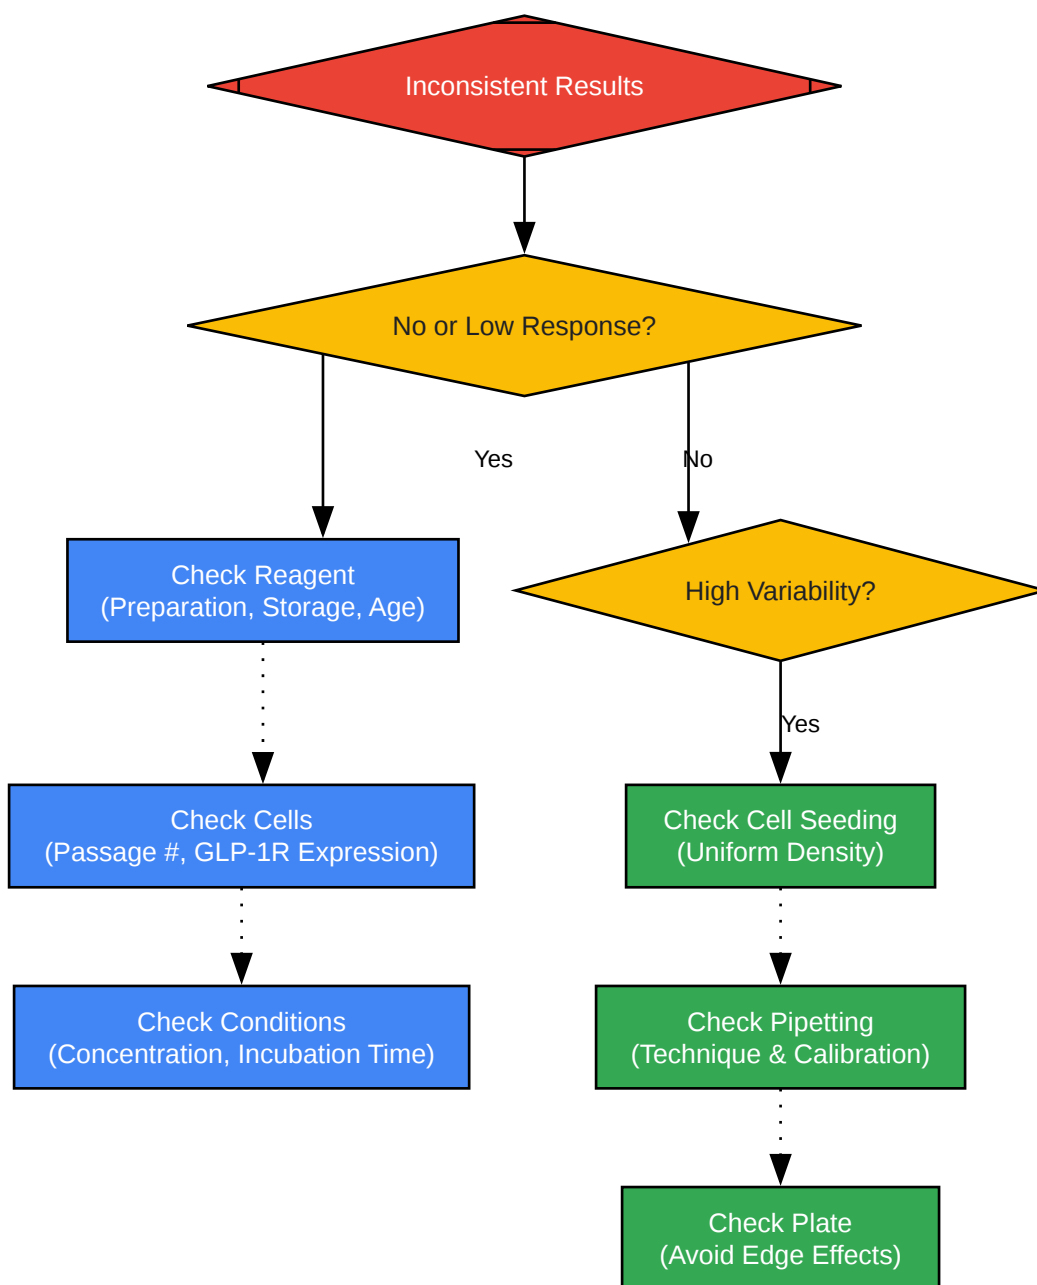 Inconsistent Results
No or Low Response?
Yes
No
Check Reagent
(Preparation, Storage, Age)
High Variability?
Yes
Check Cells
(Passage #, GLP-1R Expression)
Check Cell Seeding
(Uniform Density)
Check Conditions
(Concentration, Incubation Time)
Check Pipetting
(Technique & Calibration)
Check Plate
(Avoid Edge Effects)